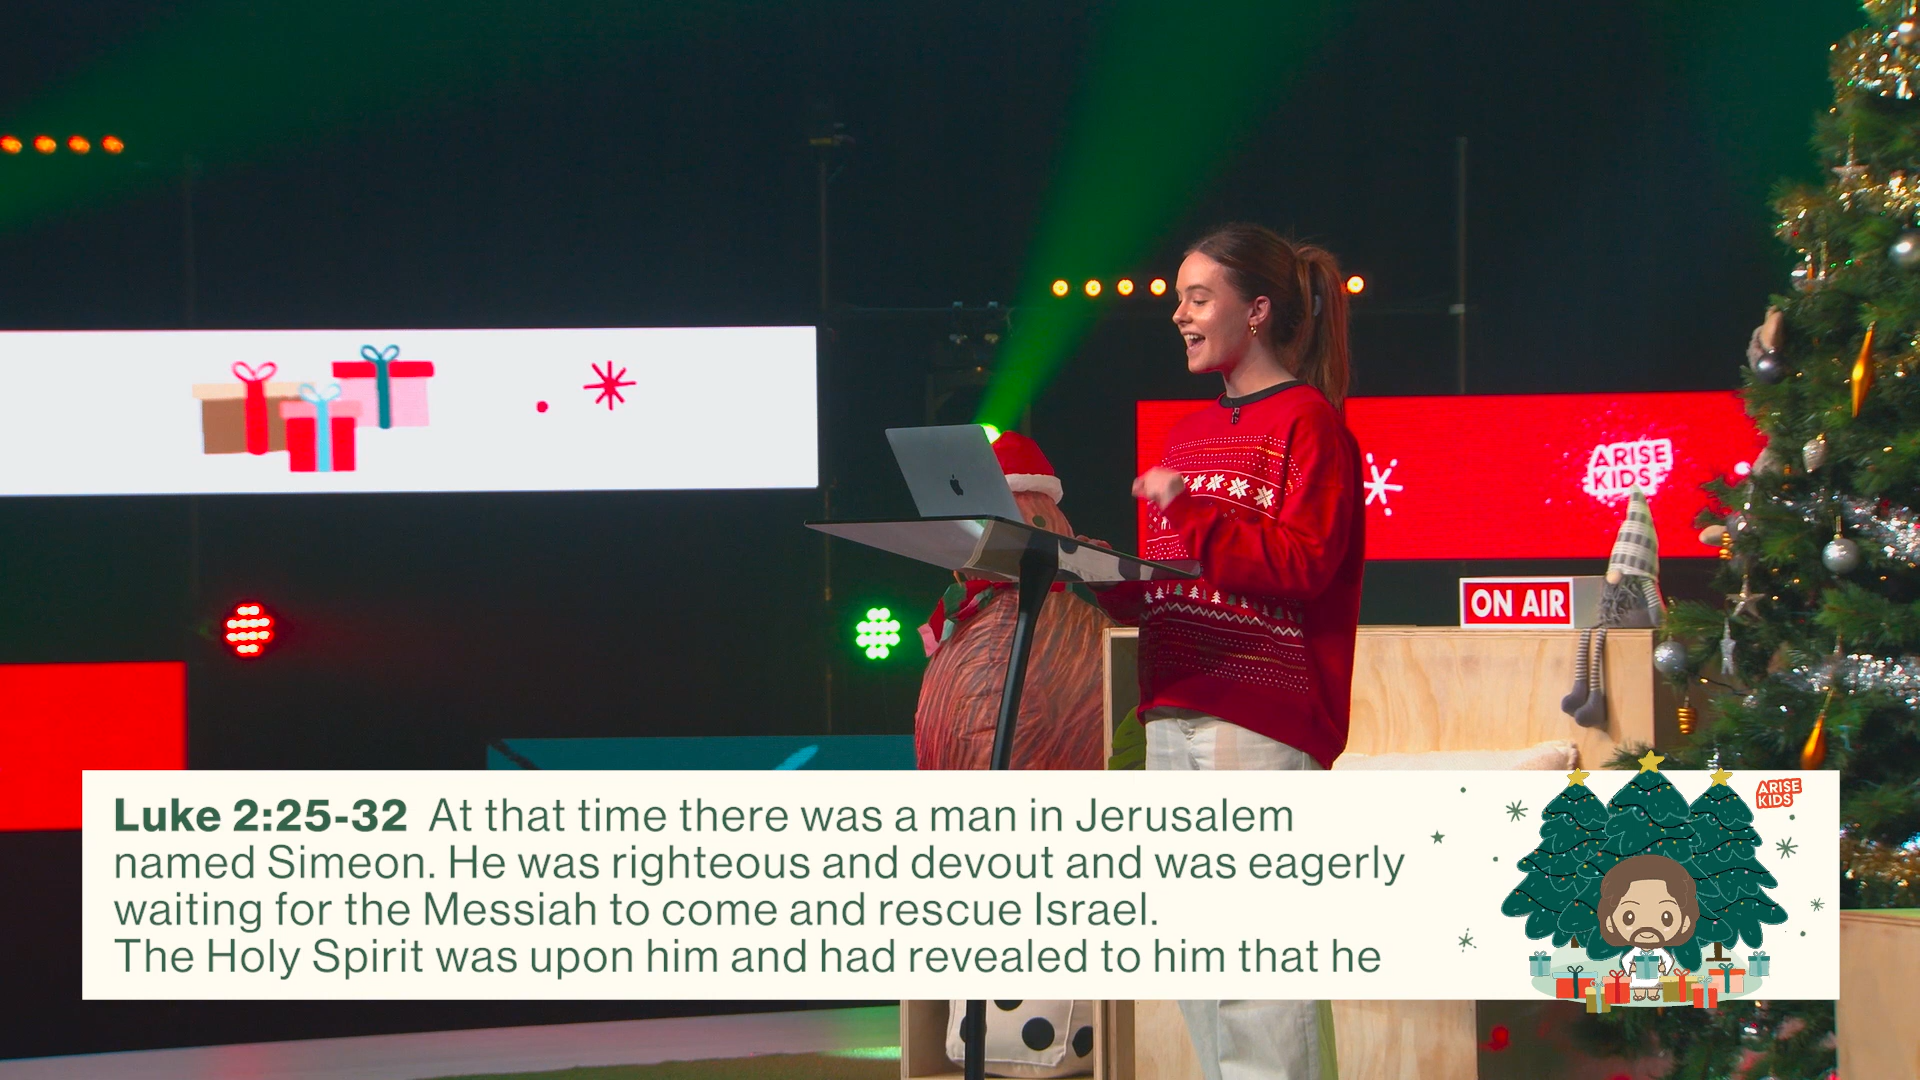 ARISE
KIDS
ON AIR
Luke 2:25-32 At that time there was a man in Jerusalem
named Simeon. He was righteous and devout and was eagerly
waiting for the Messiah to come and rescue Israel.
The Holy Spirit was upon him and had revealed to him that he
ARISE
KIDS